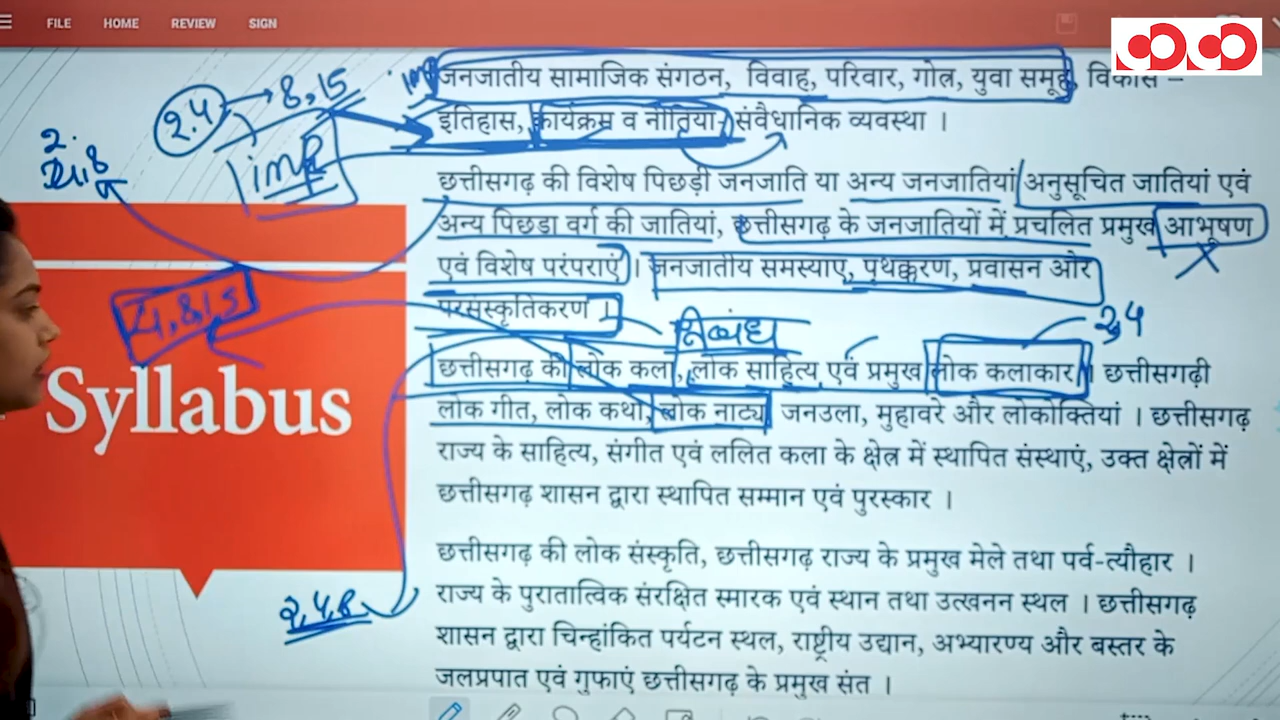 FILE HOME REVIEW SIGN
जनजातीय सामाजिक संगठन, विवाह, परिवार, गोत्र, युवा समूह, विकास –
इतिहास, कार्यक्रम व नीतियां- संवैधानिक व्यवस्था ।
छत्तीसगढ़ की विशेष पिछड़ी जनजाति या अन्य जनजातियां अनुसूचित जातियां एवं
अन्य पिछडा वर्ग की जातियां, छत्तीसगढ़ के जनजातियों में प्रचलित प्रमुख आभूषण
एवं विशेष परंपराएं । जनजातीय समस्याएं, पृथक्करण, प्रवासन और
परसंस्कृतिकरण ।
छत्तीसगढ़ की लोक कला, लोक साहित्य एवं प्रमुख लोक कलाकार । छत्तीसगढ़ी
लोक गीत, लोक कथा, लोक नाट्य जनउला, मुहावरे और लोकोक्तियां । छत्तीसगढ़
राज्य के साहित्य, संगीत एवं ललित कला के क्षेत्र में स्थापित संस्थाएं, उक्त क्षेत्रों में
छत्तीसगढ़ शासन द्वारा स्थापित सम्मान एवं पुरस्कार ।
छत्तीसगढ़ की लोक संस्कृति, छत्तीसगढ़ राज्य के प्रमुख मेले तथा पर्व-त्यौहार ।
राज्य के पुरातात्विक संरक्षित स्मारक एवं स्थान तथा उत्खनन स्थल । छत्तीसगढ़
शासन द्वारा चिन्हांकित पर्यटन स्थल, राष्ट्रीय उद्यान, अभ्यारण्य और बस्तर के
जलप्रपात एवं गुफाएं छत्तीसगढ़ के प्रमुख संत ।
Syllabus
2.4 8,15
imp
imp
निबंध
2,4
2,4,8